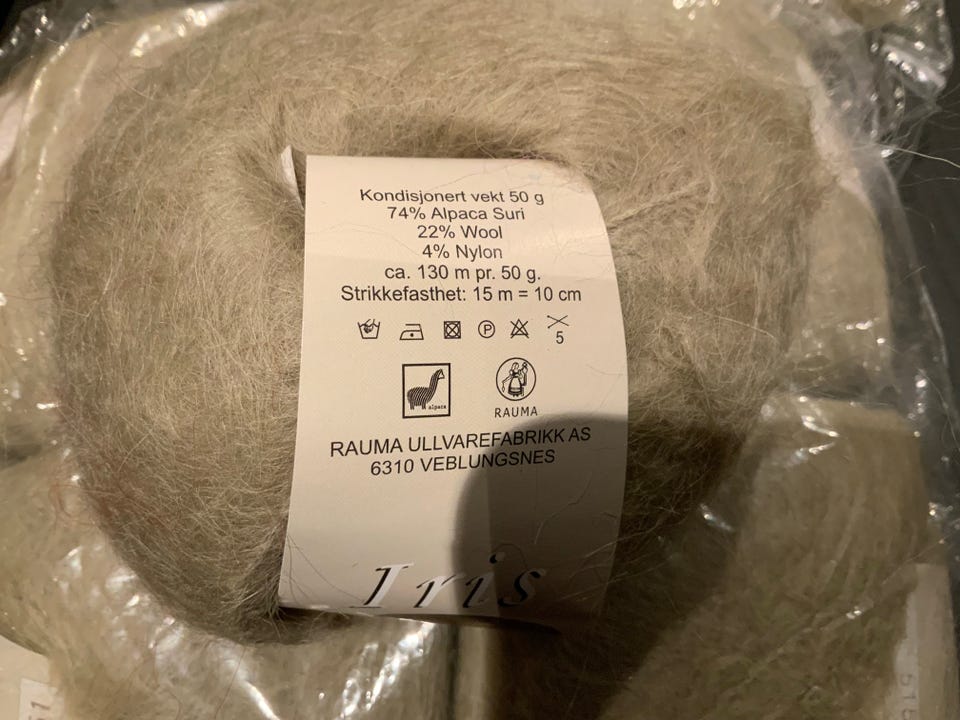 Kondisjonert vekt 50 g
74% Alpaca Suri
22% Wool
4% Nylon
ca. 130 m pr. 50 g.
Strikkefasthet: 15 m = 10 cm
P
5
alpaca
RAUMA
RAUMA ULLVAREFABRIKK AS
6310 VEBLUNGSNES
Iris